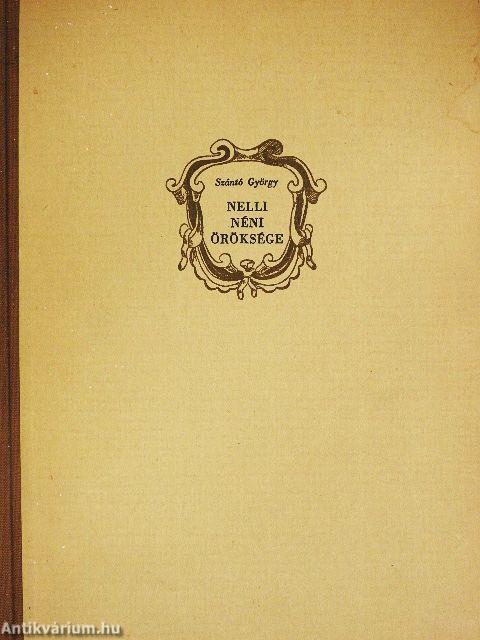 Szántó György
NELLI
NÉNI
ÖRÖKSÉGE
Antikvárium.hu